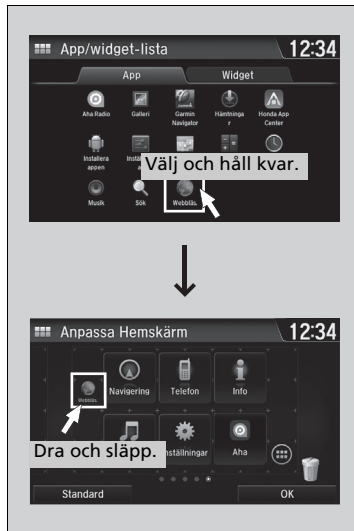 App/widget-lista 12:34
App Widget
Aha Radio Galleri Garmin Navigator Hämtningar Honda App Center
Installera appen
Välj och håll kvar.
Musik Sök Webbläs.
Anpassa Hemskärm 12:34
Webbläs. Navigering Telefon Info
Inställningar Aha
Dra och släpp.
Standard OK